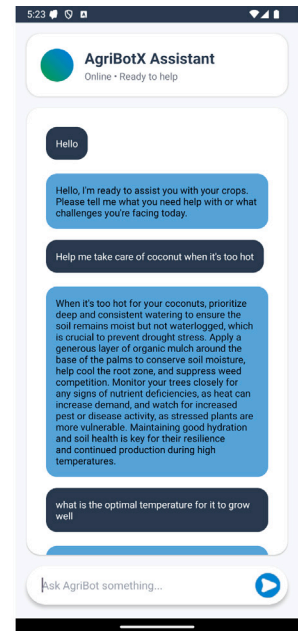 5:23
AgriBotX Assistant
Online • Ready to help
Hello
Hello, I'm ready to assist you with your crops.
Please tell me what you need help with or what
challenges you're facing today.
Help me take care of coconut when it's too hot
When it's too hot for your coconuts, prioritize
deep and consistent watering to ensure the
soil remains moist but not waterlogged, which
is crucial to prevent drought stress. Apply a
generous layer of organic mulch around the
base of the palms to conserve soil moisture,
help cool the root zone, and suppress weed
competition. Monitor your trees closely for
any signs of nutrient deficiencies, as heat can
increase demand, and watch for increased
pest or disease activity, as stressed plants are
more vulnerable. Maintaining good hydration
and soil health is key for their resilience
and continued production during high
temperatures.
what is the optimal temperature for it to grow
well
Ask AgriBot something...